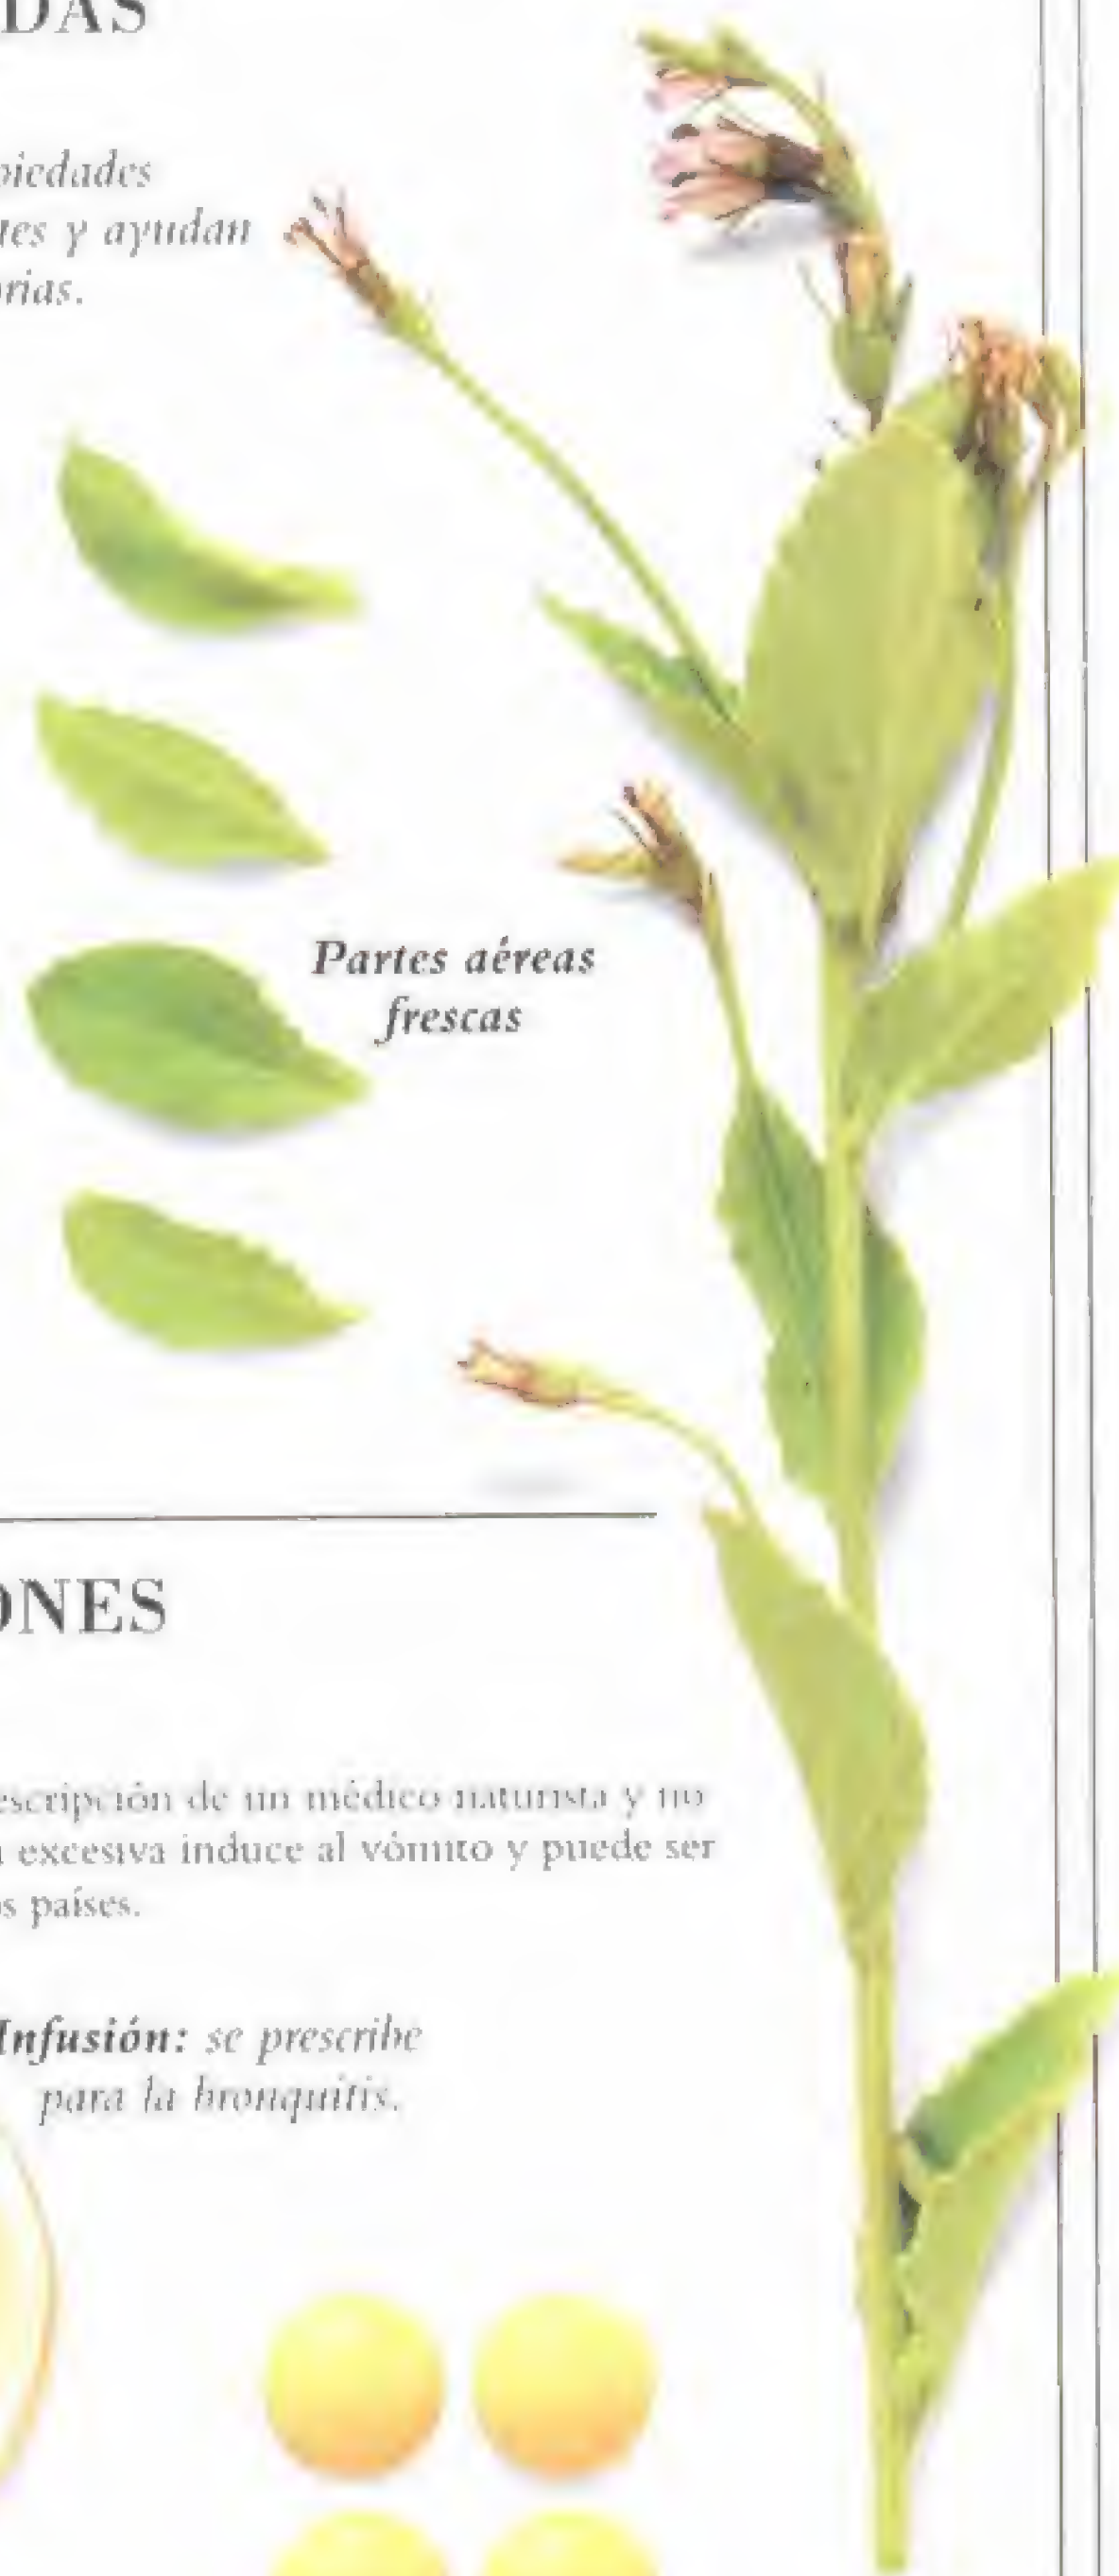 DAS
piedades
tes y ayudan
rias.
Partes aéreas
frescas
ONES
escripción de un médico naturista y no
excesiva induce al vómito y puede ser
s países.
Infusión: se prescribe
para la bronquitis.